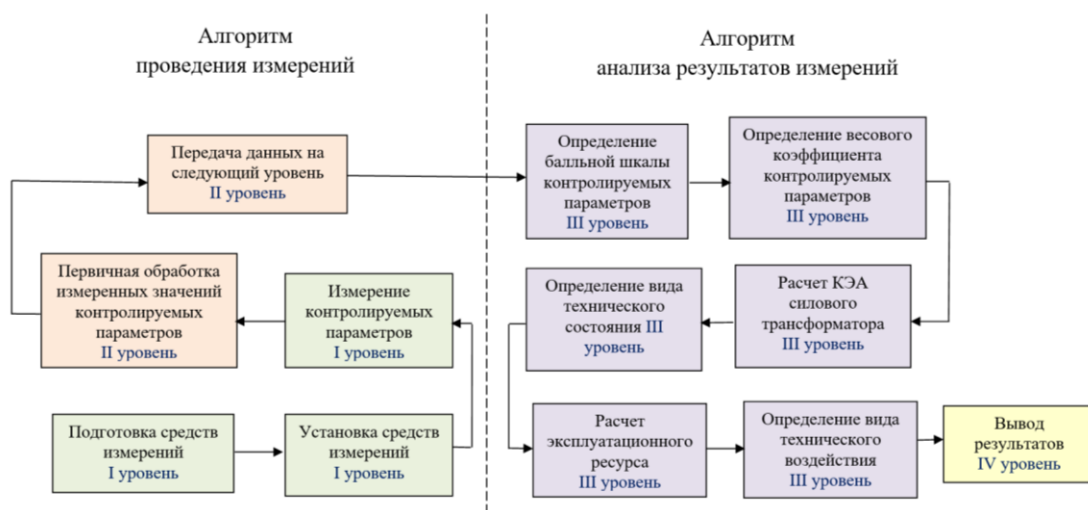 Алгоритм
проведения измерений
Алгоритм
анализа результатов измерений
Передача данных на
следующий уровень
II уровень
Определение
балльной шкалы
контролируемых
параметров
III уровень
Определение весового
коэффициента
контролируемых
параметров
III уровень
Первичная обработка
измеренных значений
контролируемых
параметров
II уровень
Измерение
контролируемых
параметров
I уровень
Определение вида
технического
состояния III
уровень
Расчет КЭА
силового
трансформатора
III уровень
Подготовка средств
измерений
I уровень
Установка средств
измерений
I уровень
Расчет
эксплуатационного
ресурса
III уровень
Определение вида
технического
воздействия
III уровень
Вывод
результатов
IV уровень